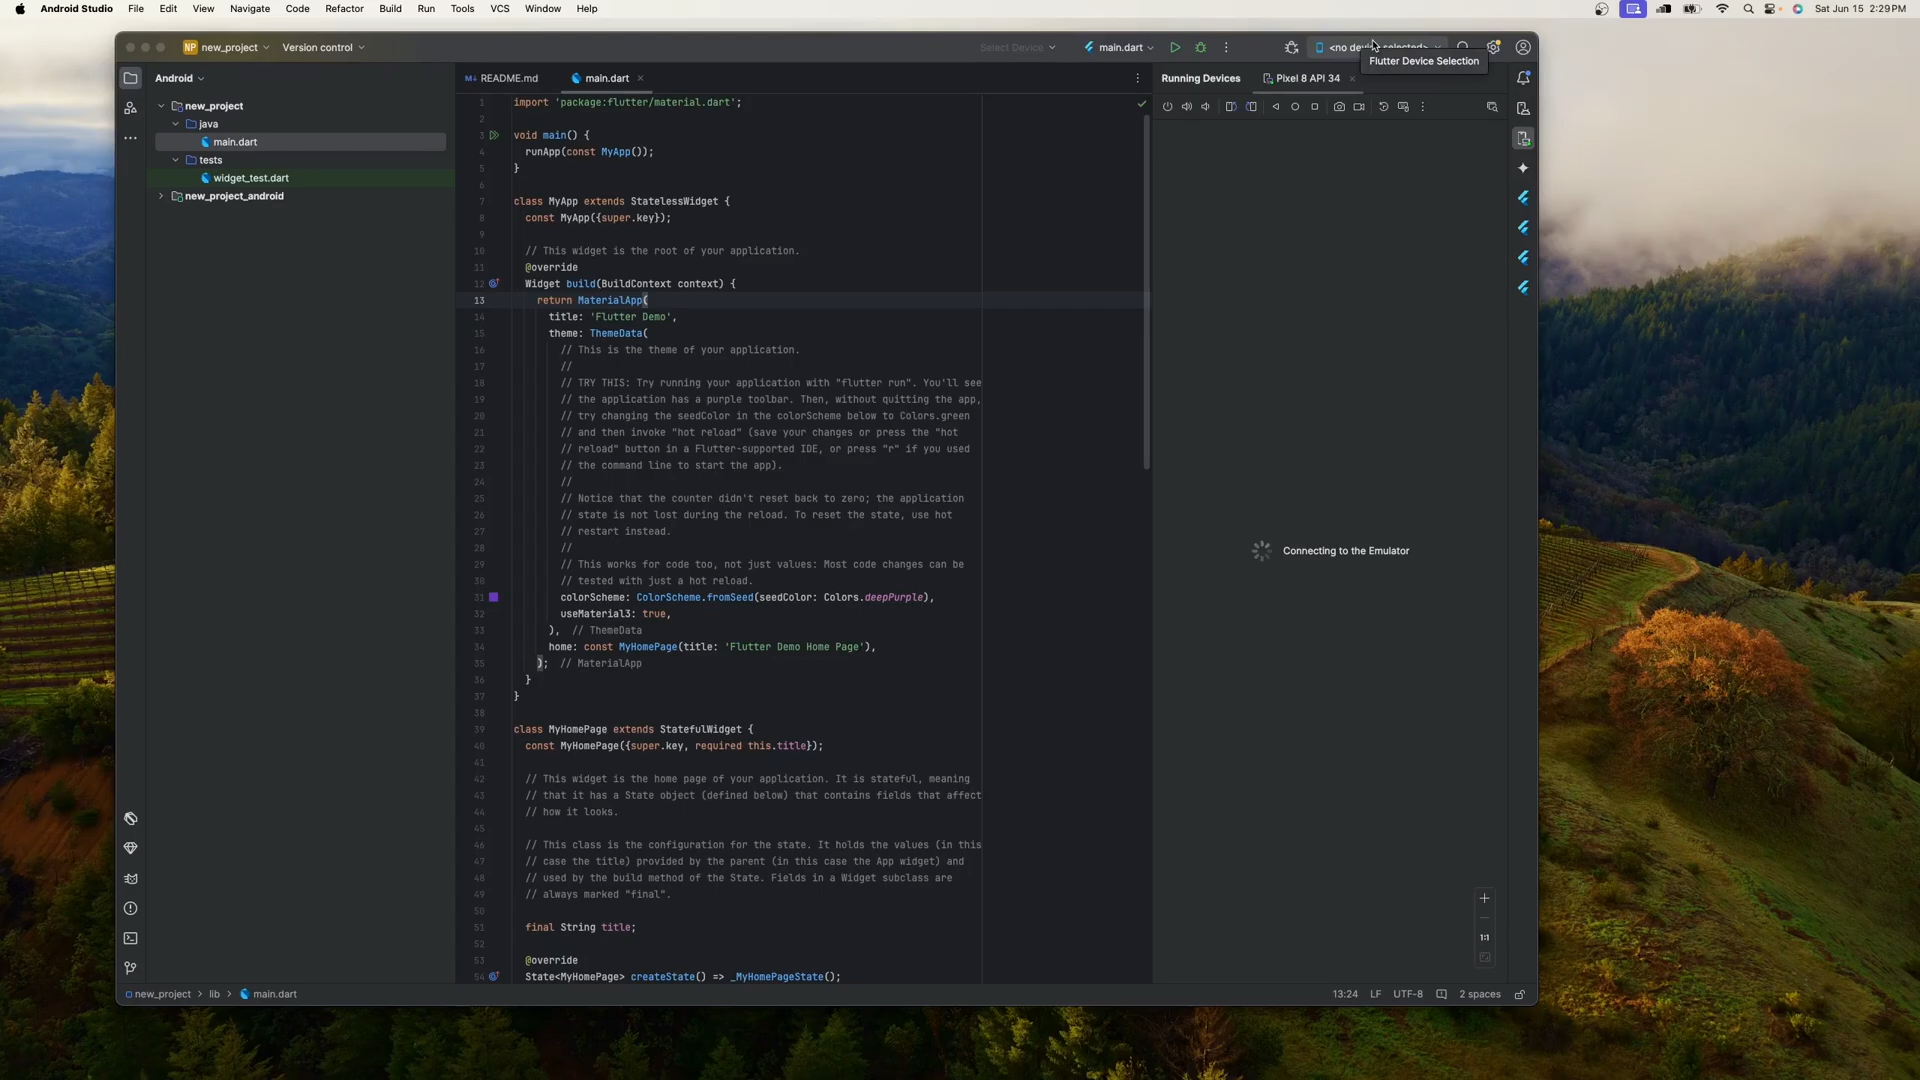 Android Studio File Edit View Navigate Code Refactor Build Run Tools VCS Window Help
Sat Jun 15 2:29 PM
NP new_project Version control
Select Device main.dart
<no device selected>
Flutter Device Selection
Android
new_project
java
main.dart
tests
widget_test.dart
new_project_android
README.md main.dart
1 import 'package:flutter/material.dart';
2
3 void main() {
4 runApp(const MyApp());
5 }
6
7 class MyApp extends StatelessWidget {
8 const MyApp({super.key});
9
10 // This widget is the root of your application.
11 @override
12 Widget build(BuildContext context) {
13 return MaterialApp(
14 title: 'Flutter Demo',
15 theme: ThemeData(
16 // This is the theme of your application.
17 //
18 // TRY THIS: Try running your application with "flutter run". You'll see
19 // the application has a purple toolbar. Then, without quitting the app,
20 // try changing the seedColor in the colorScheme below to Colors.green
21 // and then invoke "hot reload" (save your changes or press the "hot
22 // reload" button in a Flutter-supported IDE, or press "r" if you used
23 // the command line to start the app).
24 //
25 // Notice that the counter didn't reset back to zero; the application
26 // state is not lost during the reload. To reset the state, use hot
27 // restart instead.
28 //
29 // This works for code too, not just values: Most code changes can be
30 // tested with just a hot reload.
31 colorScheme: ColorScheme.fromSeed(seedColor: Colors.deepPurple),
32 useMaterial3: true,
33 ), // ThemeData
34 home: const MyHomePage(title: 'Flutter Demo Home Page'),
35 ); // MaterialApp
36 }
37 }
38
39 class MyHomePage extends StatefulWidget {
40 const MyHomePage({super.key, required this.title});
41
42 // This widget is the home page of your application. It is stateful, meaning
43 // that it has a State object (defined below) that contains fields that affect
44 // how it looks.
45
46 // This class is the configuration for the state. It holds the values (in this
47 // case the title) provided by the parent (in this case the App widget) and
48 // used by the build method of the State. Fields in a Widget subclass are
49 // always marked "final".
50
51 final String title;
52
53 @override
54 State<MyHomePage> createState() => _MyHomePageState();
Running Devices Pixel 8 API 34
Connecting to the Emulator
1:1
new_project > lib > main.dart
13:24 LF UTF-8 2 spaces